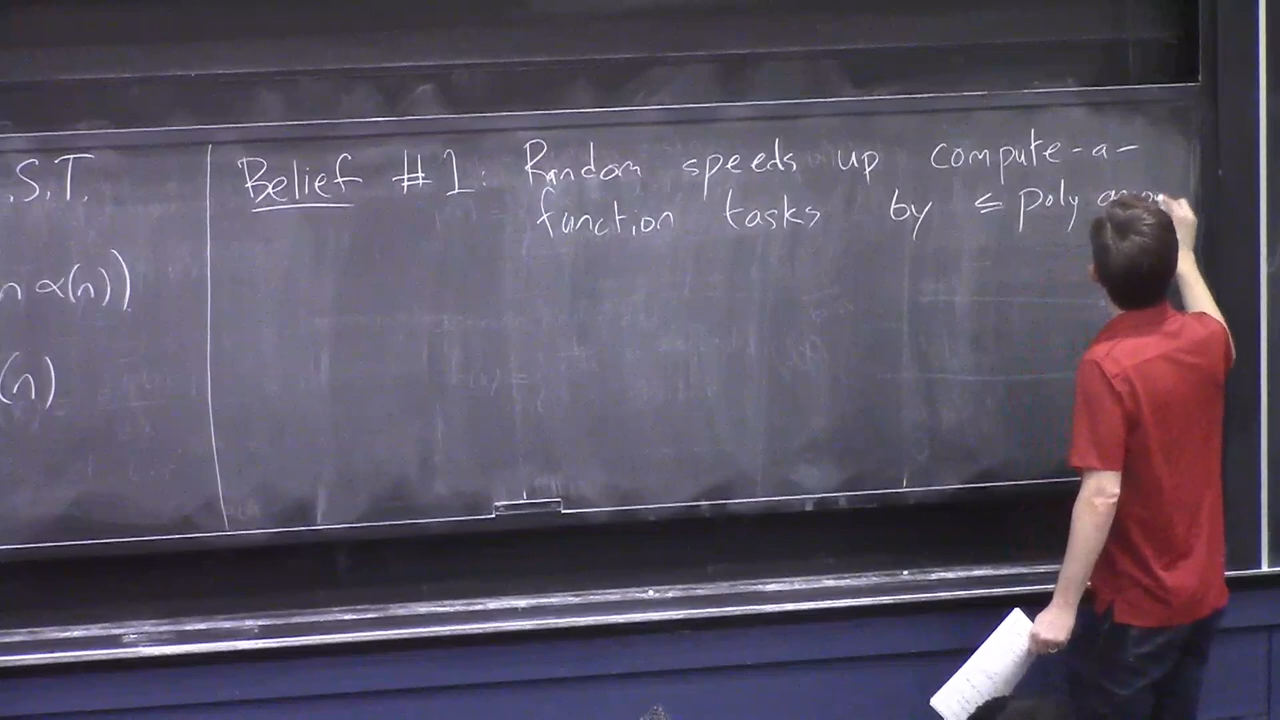 .S.T.
n α(n))
(n)
Belief #1: Random speeds up compute-a-
function tasks by ≤ poly